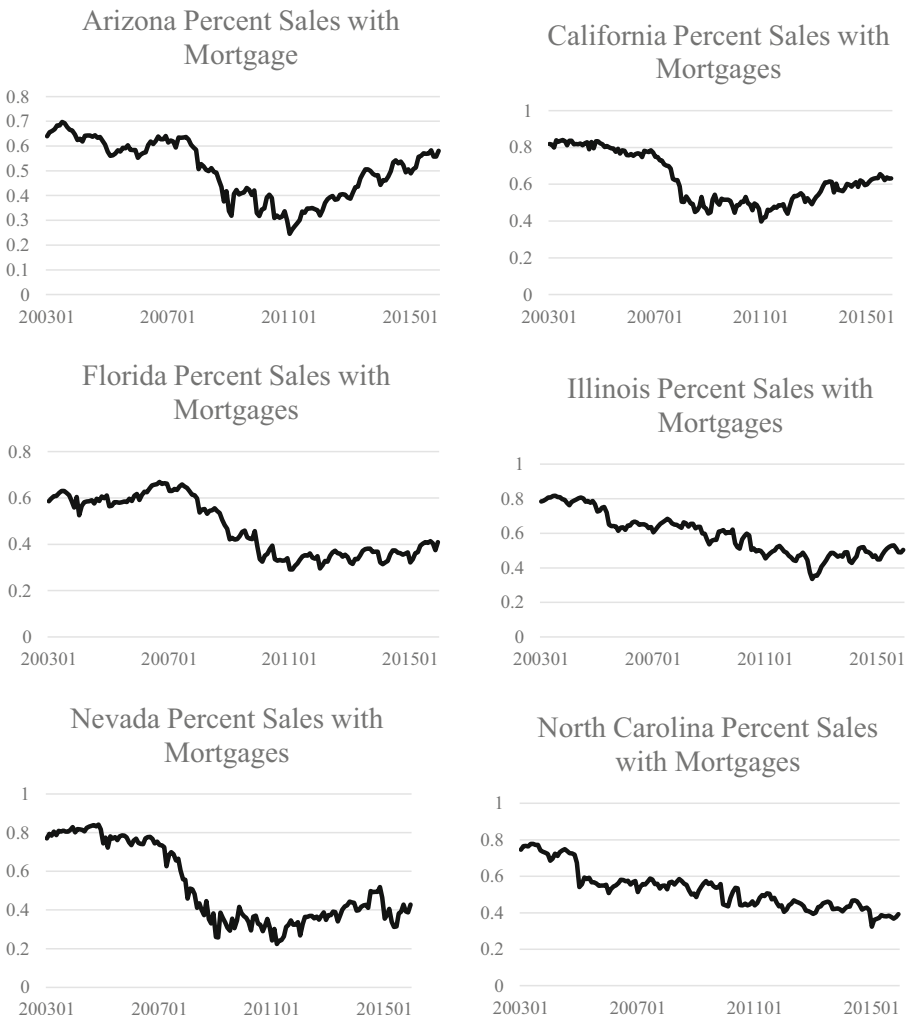 Arizona Percent Sales with
Mortgage
0.8
0.7
0.6
0.5
0.4
0.3
0.2
0.1
0
200301 200701 201101 201501
California Percent Sales with
Mortgages
1
0.8
0.6
0.4
0.2
0
200301 200701 201101 201501
Florida Percent Sales with
Mortgages
0.8
0.6
0.4
0.2
0
200301 200701 201101 201501
Illinois Percent Sales with
Mortgages
1
0.8
0.6
0.4
0.2
0
200301 200701 201101 201501
Nevada Percent Sales with
Mortgages
1
0.8
0.6
0.4
0.2
0
200301 200701 201101 201501
North Carolina Percent Sales
with Mortgages
1
0.8
0.6
0.4
0.2
0
200301 200701 201101 201501